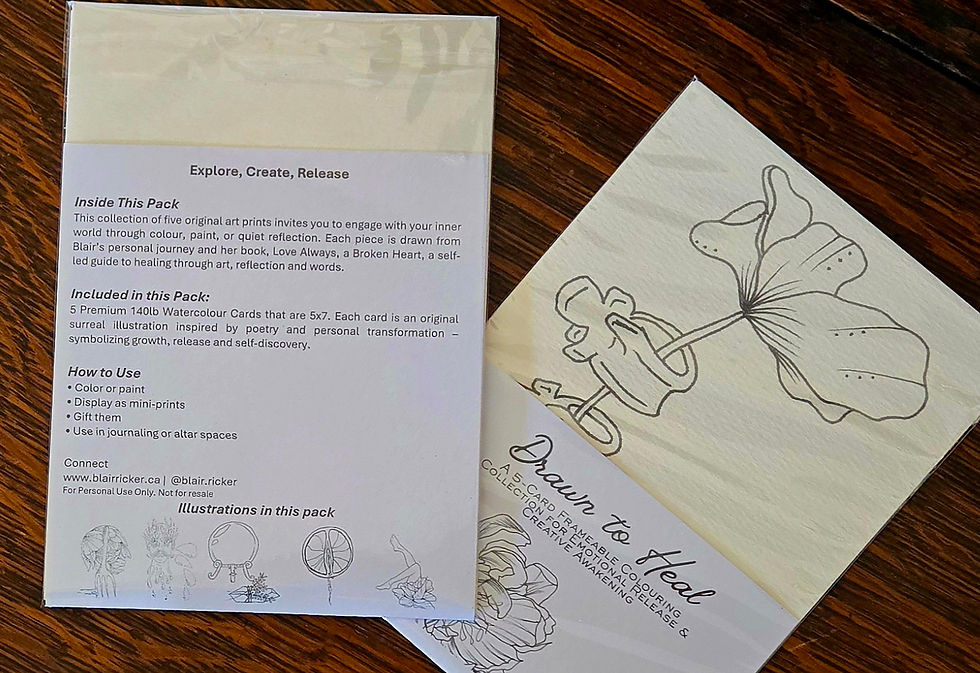 Explore, Create, Release
Inside This Pack
This collection of five original art prints invites you to engage with your inner
world through colour, paint, or quiet reflection. Each piece is drawn from
Blair's personal journey and her book, Love Always, a Broken Heart, a self-
led guide to healing through art, reflection and words.
Included in this Pack:
5 Premium 140lb Watercolour Cards that are 5x7. Each card is an original
surreal illustration inspired by poetry and personal transformation –
symbolizing growth, release and self-discovery.
How to Use
• Color or paint
• Display as mini-prints
• Gift them
• Use in journaling or altar spaces
Connect
www.blairricker.ca | @blair.ricker
For Personal Use Only. Not for resale
Illustrations in this pack
Drawn to Heal
A 5 Card Frameable Colouring
Collection for Emotional Release &
Creative Awakening